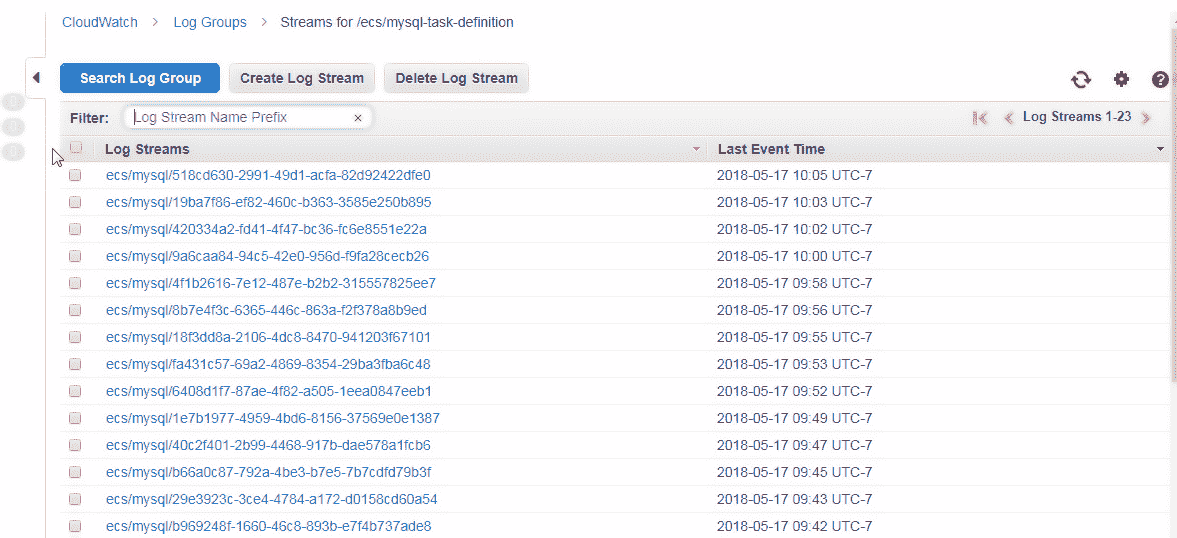 CloudWatch > Log Groups > Streams for /ecs/mysql-task-definition
Search Log Group Create Log Stream Delete Log Stream
Filter: Log Stream Name Prefix × Log Streams 1-23
Log Streams Last Event Time
ecs/mysql/518cd630-2991-49d1-acfa-82d92422dfe0 2018-05-17 10:05 UTC-7
ecs/mysql/19ba7f86-ef82-460c-b363-3585e250b895 2018-05-17 10:03 UTC-7
ecs/mysql/420334a2-fd41-4f47-bc36-fc6e8551e22a 2018-05-17 10:02 UTC-7
ecs/mysql/9a6caa84-94c5-42e0-956d-f9fa28cecb26 2018-05-17 10:00 UTC-7
ecs/mysql/4f1b2616-7e12-487e-b2b2-315557825ee7 2018-05-17 09:58 UTC-7
ecs/mysql/8b7e4f3c-6365-446c-863a-f2f378a8b9ed 2018-05-17 09:56 UTC-7
ecs/mysql/18f3dd8a-2106-4dc8-8470-941203f67101 2018-05-17 09:55 UTC-7
ecs/mysql/fa431c57-69a2-4869-8354-29ba3fba6c48 2018-05-17 09:53 UTC-7
ecs/mysql/6408d1f7-87ae-4f82-a505-1eea0847eeb1 2018-05-17 09:52 UTC-7
ecs/mysql/1e7b1977-4959-4bd6-8156-37569e0e1387 2018-05-17 09:49 UTC-7
ecs/mysql/40c2f401-2b99-4468-917b-dae578a1fcb6 2018-05-17 09:47 UTC-7
ecs/mysql/b66a0c87-792a-4be3-b7e5-7b7cdfd79b3f 2018-05-17 09:45 UTC-7
ecs/mysql/29e3923c-3ce4-4784-a172-d0158cd60a54 2018-05-17 09:43 UTC-7
ecs/mysql/b969248f-1660-46c8-893b-e7f4b737ade8 2018-05-17 09:42 UTC-7